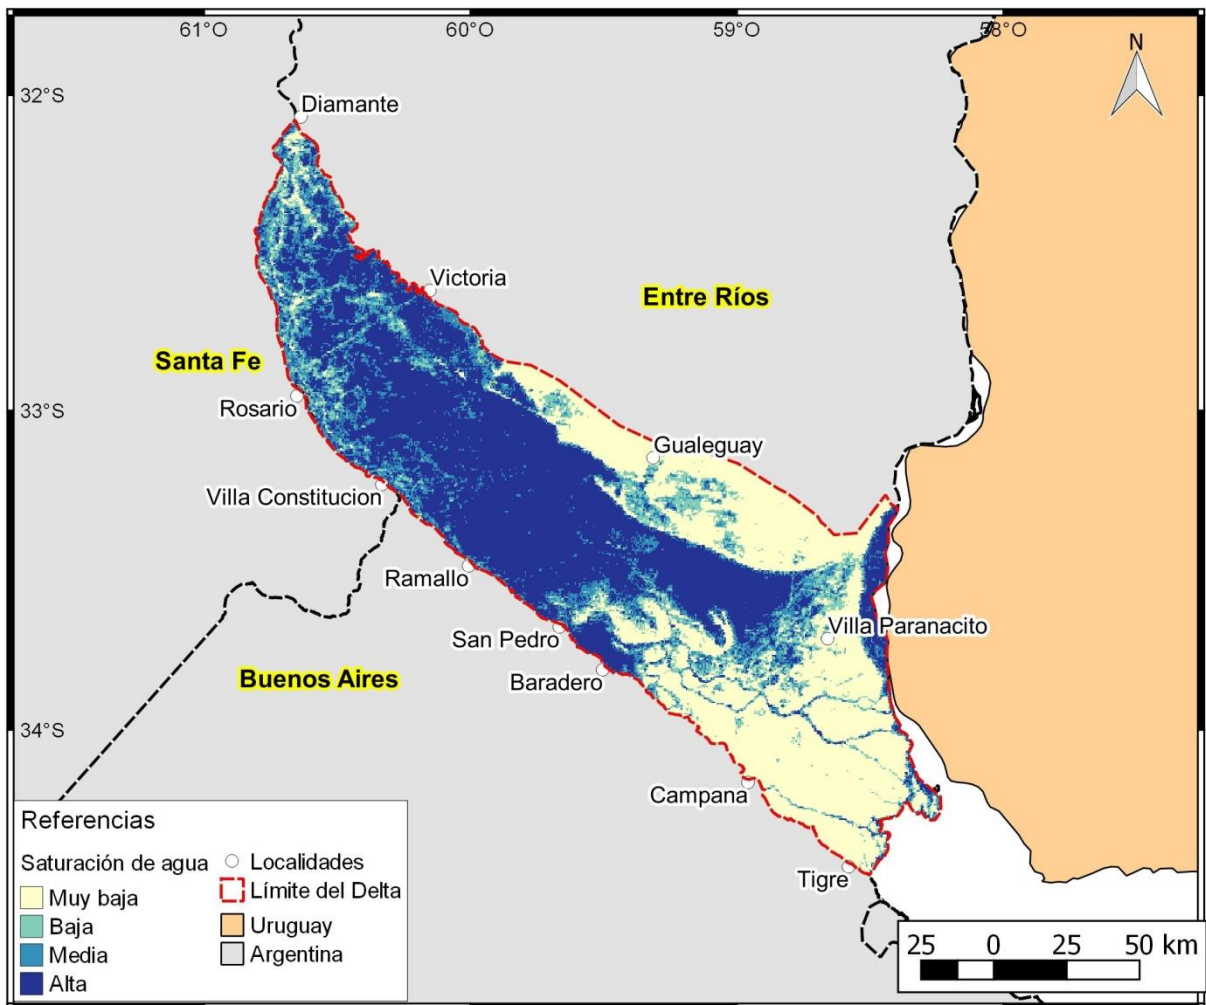 61°O 60°O 59°O 58°O
N
32°S
Diamante
Victoria
Entre Ríos
Santa Fe
33°S
Rosario
Gualeguay
Villa Constitucion
Ramallo
San Pedro
Villa Paranacito
Buenos Aires
Baradero
34°S
Campana
Tigre
Referencias
Saturación de agua
Muy baja
Baja
Media
Alta
Localidades
Límite del Delta
Uruguay
Argentina
25 0 25 50 km